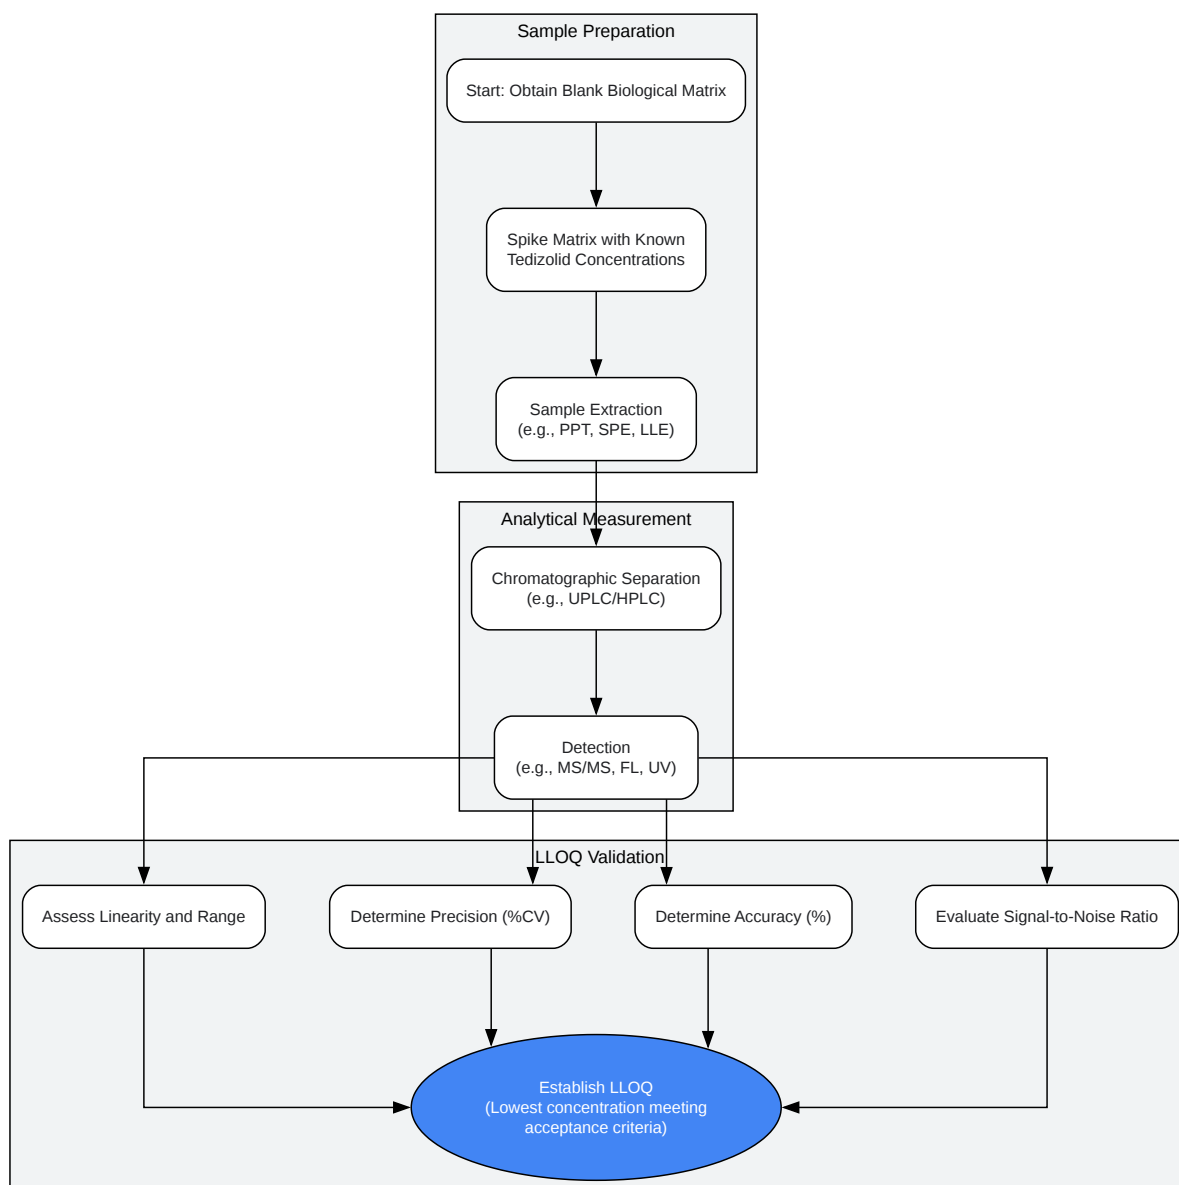 Sample Preparation
Start: Obtain Blank Biological Matrix
Spike Matrix with Known
Tedizolid Concentrations
Sample Extraction
(e.g., PPT, SPE, LLE)
Analytical Measurement
Chromatographic Separation
(e.g., UPLC/HPLC)
Detection
(e.g., MS/MS, FL, UV)
LLOQ Validation
Assess Linearity and Range
Determine Precision (%CV)
Determine Accuracy (%)
Evaluate Signal-to-Noise Ratio
Establish LLOQ
(Lowest concentration meeting
acceptance criteria)